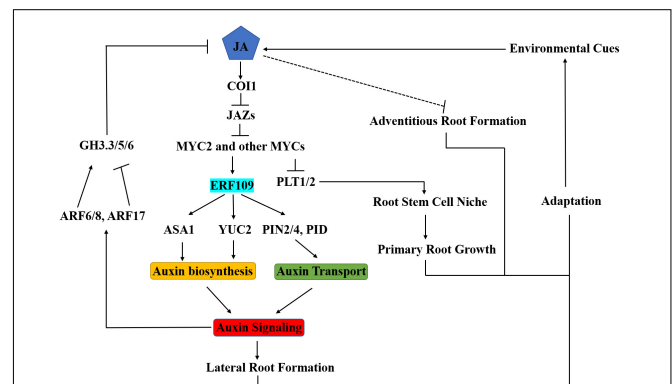 JA
Environmental Cues
COI1
JAZs
Adventitious Root Formation
GH3.3/5/6
MYC2 and other MYCs
ERF109
PLT1/2
Root Stem Cell Niche
Adaptation
ARF6/8, ARF17
ASA1
YUC2
PIN2/4, PID
Primary Root Growth
Auxin biosynthesis
Auxin Transport
Auxin Signaling
Lateral Root Formation